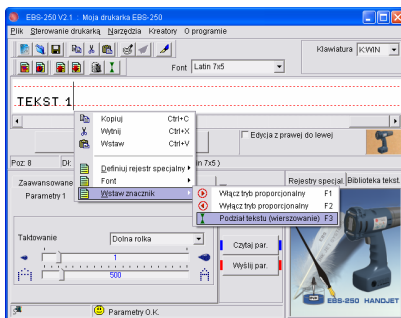 EBS-250 V2.1 : Moja drukarka EBS-250
Plik Sterowanie drukarką Narzędzia Kreatory O programie
Klawiatura KWIN
Font Latin 7x5
TEKST 1
Kopiuj Ctrl+C
Wytnij Ctrl+X
Wstaw Ctrl+V
Edycja z prawej do lewej
Poz: 8
in 7x5 )
Definiuj rejestr specjalny
Font
Wstaw znacznik
Zaawansowane
Rejestry specjal. Biblioteka tekst.
Parametry 1
Włącz tryb proporcjonalny F1
Wyłącz tryb proporcjonalny F2
Podział tekstu (wierszowanie) F3
Taktowanie
Dolna rolka
Czytaj par.
1
Wyślij par.
500
EBS-250 HANDJET
Parametry O.K.